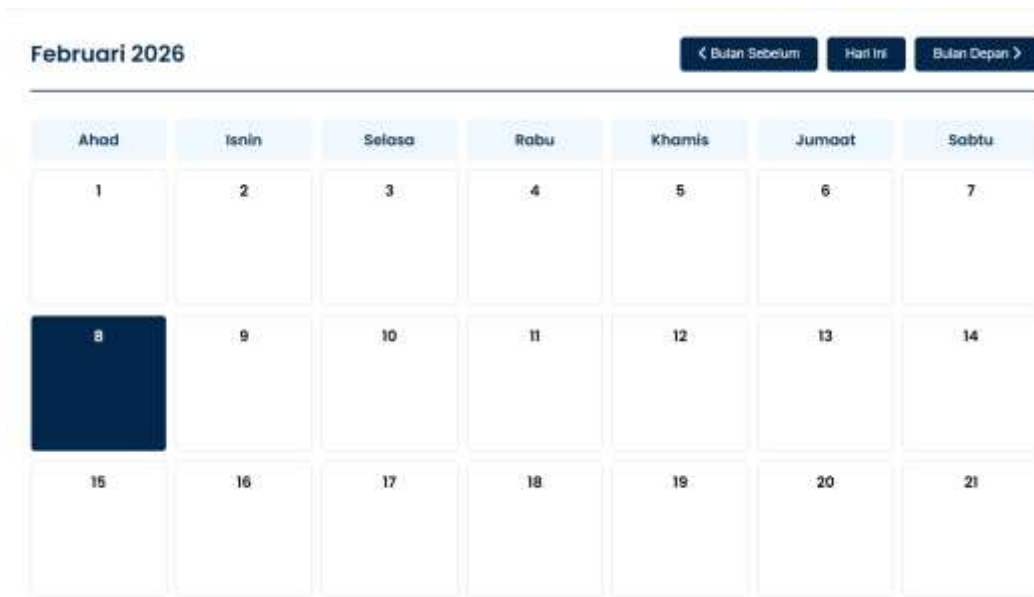 Februari 2026
< Bulan Sebelum Hari Ini Bulan Depan >
Ahad Isnin Selasa Rabu Khamis Jumaat Sabtu
1 2 3 4 5 6 7
8 9 10 11 12 13 14
15 16 17 18 19 20 21